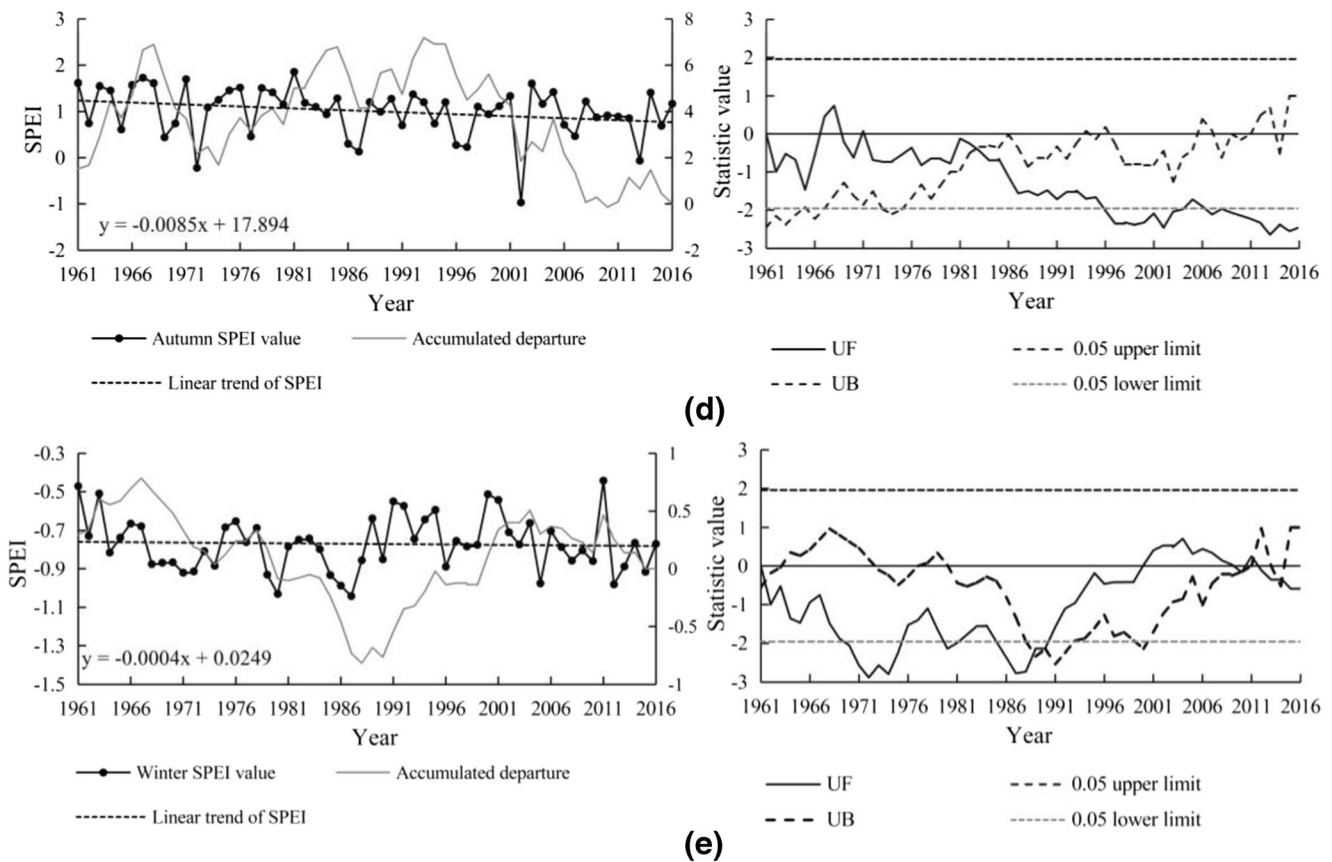 3
2
1
0
-1
-2
SPEI
8
6
4
2
0
-2
y = -0.0085x + 17.894
1961 1966 1971 1976 1981 1986 1991 1996 2001 2006 2011 2016
Year
Autumn SPEI value
Accumulated departure
Linear trend of SPEI
3
2
1
0
-1
-2
-3
Statistic value
1961 1966 1971 1976 1981 1986 1991 1996 2001 2006 2011 2016
Year
UF
0.05 upper limit
UB
0.05 lower limit
(d)
-0.3
-0.5
-0.7
-0.9
-1.1
-1.3
-1.5
SPEI
1
0.5
0
-0.5
-1
y = -0.0004x + 0.0249
1961 1966 1971 1976 1981 1986 1991 1996 2001 2006 2011 2016
Year
Winter SPEI value
Accumulated departure
Linear trend of SPEI
3
2
1
0
-1
-2
-3
Statistic value
1961 1966 1971 1976 1981 1986 1991 1996 2001 2006 2011 2016
Year
UF
0.05 upper limit
UB
0.05 lower limit
(e)